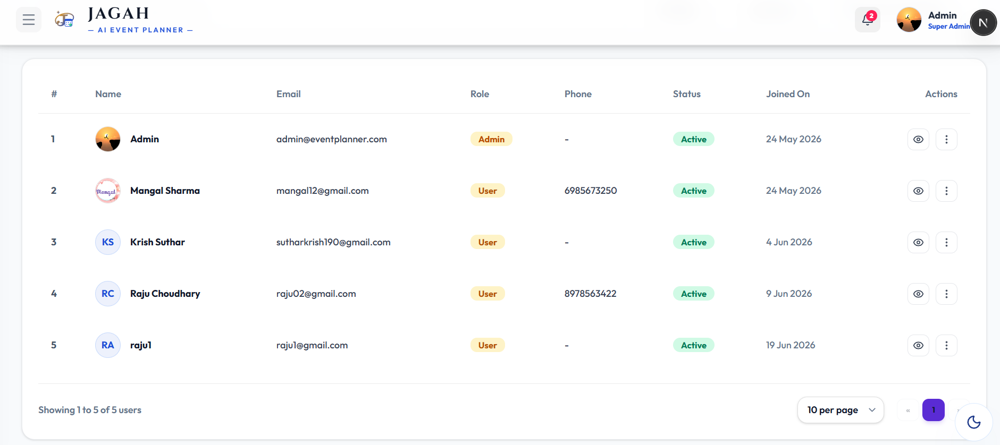 JAGAH
— AI EVENT PLANNER —
2
Admin
Super Admin
N
# Name Email Role Phone Status Joined On Actions
1 Admin admin@eventplanner.com Admin - Active 24 May 2026
2 Mangal. Mangal Sharma mangal12@gmail.com User 6985673250 Active 24 May 2026
3 KS Krish Suthar sutharkrish190@gmail.com User - Active 4 Jun 2026
4 RC Raju Choudhary raju02@gmail.com User 8978563422 Active 9 Jun 2026
5 RA raju1 raju1@gmail.com User - Active 19 Jun 2026
Showing 1 to 5 of 5 users
10 per page
« 1